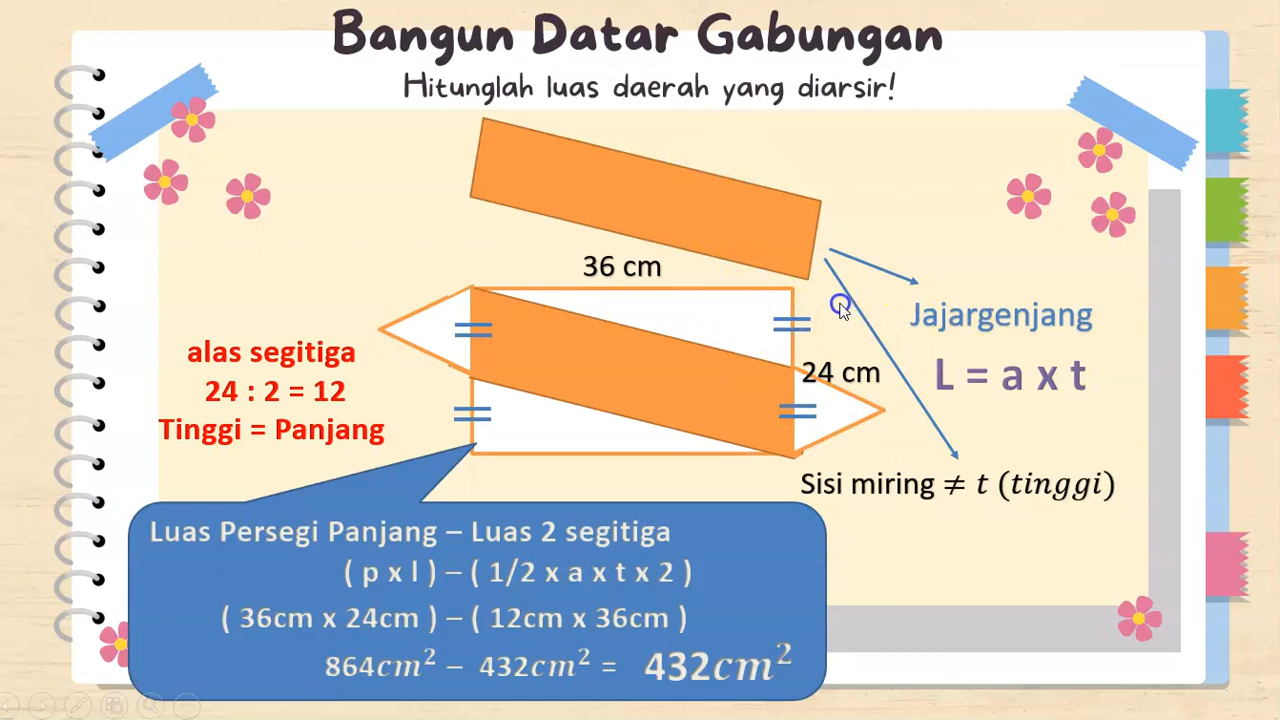 Bangun Datar Gabungan
Hitunglah luas daerah yang diarsir!
36 cm
24 cm
alas segitiga
24 : 2 = 12
Tinggi = Panjang
Jajargenjang
L = a x t
Sisi miring ≠ t (tinggi)
Luas Persegi Panjang – Luas 2 segitiga
( p x l ) – ( 1/2 x a x t x 2 )
( 36cm x 24cm ) – ( 12cm x 36cm )
864cm² – 432cm² = 432cm²